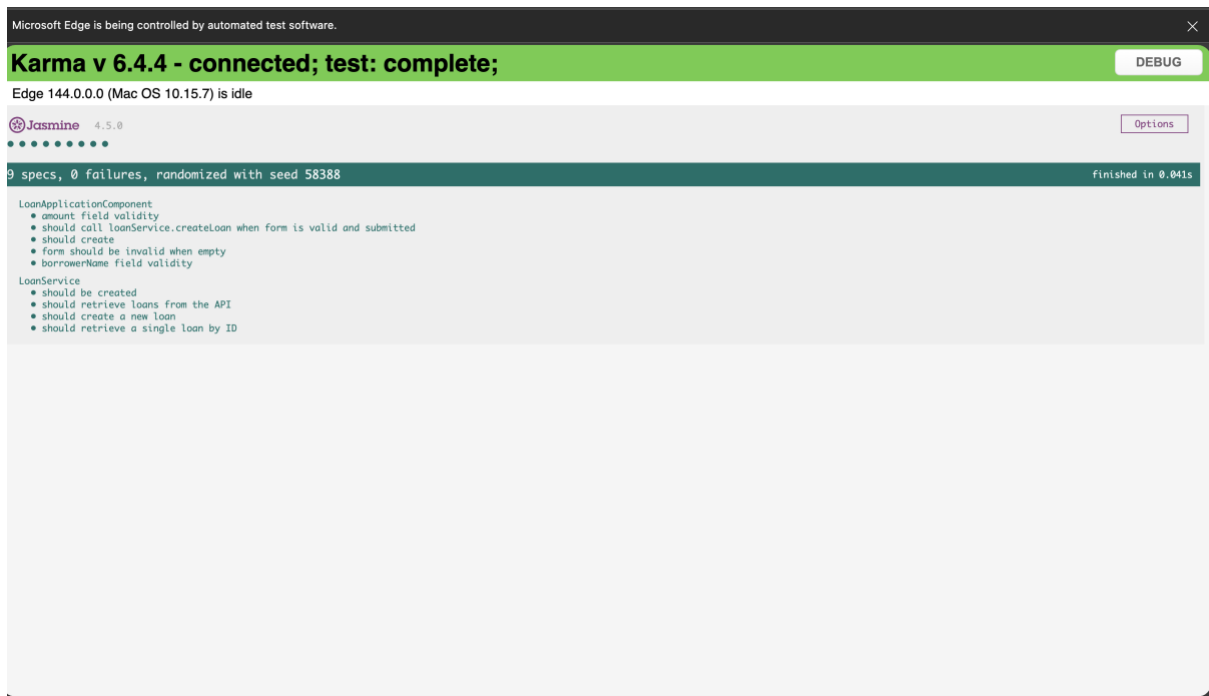 Microsoft Edge is being controlled by automated test software.
Karma v 6.4.4 - connected; test: complete;
DEBUG
Edge 144.0.0.0 (Mac OS 10.15.7) is idle
Jasmine 4.5.0
Options
9 specs, 0 failures, randomized with seed 58388
finished in 0.041s
LoanApplicationComponent
• amount field validity
• should call loanService.createLoan when form is valid and submitted
• should create
• form should be invalid when empty
• borrowerName field validity
LoanService
• should be created
• should retrieve loans from the API
• should create a new loan
• should retrieve a single loan by ID